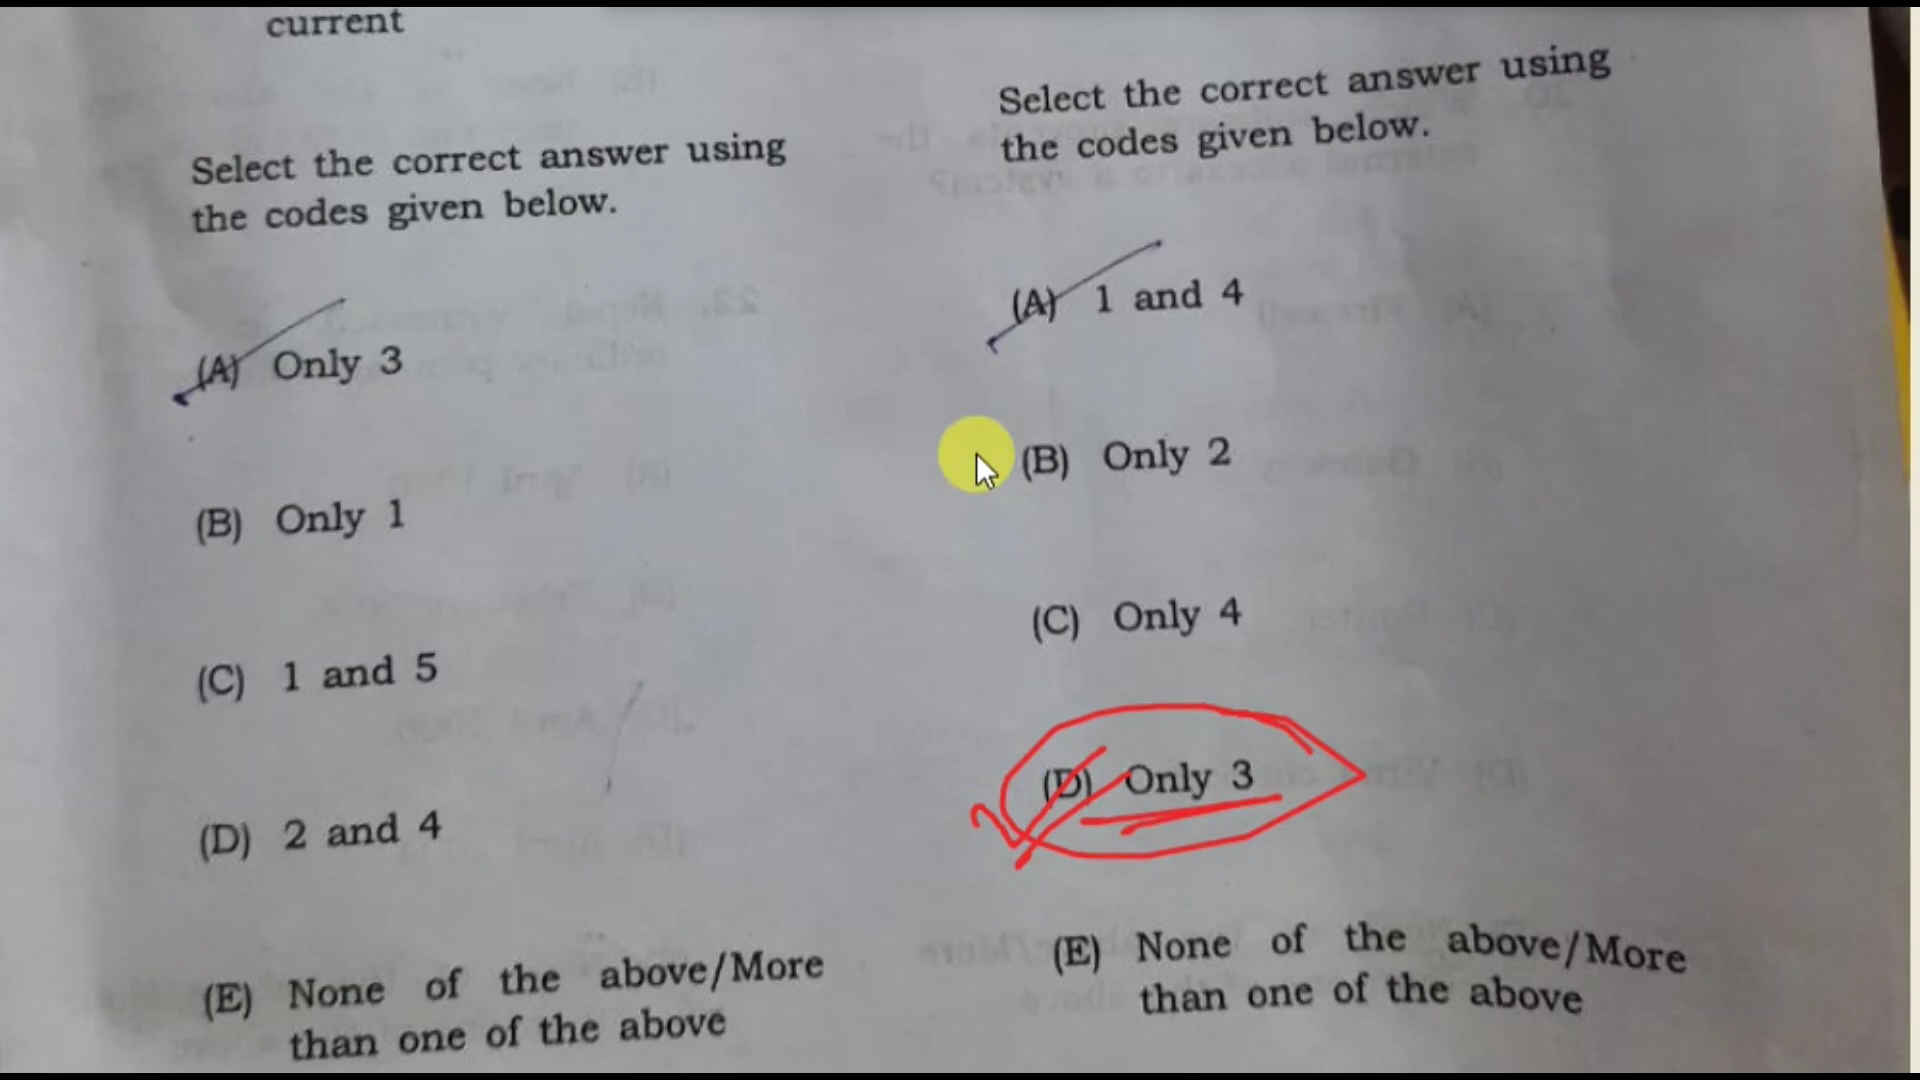 current
Select the correct answer using
the codes given below.
(A) Only 3
(B) Only 1
(C) 1 and 5
(D) 2 and 4
(E) None of the above/More
than one of the above
Select the correct answer using
the codes given below.
(A) 1 and 4
(B) Only 2
(C) Only 4
(D) Only 3
(E) None of the above/More
than one of the above